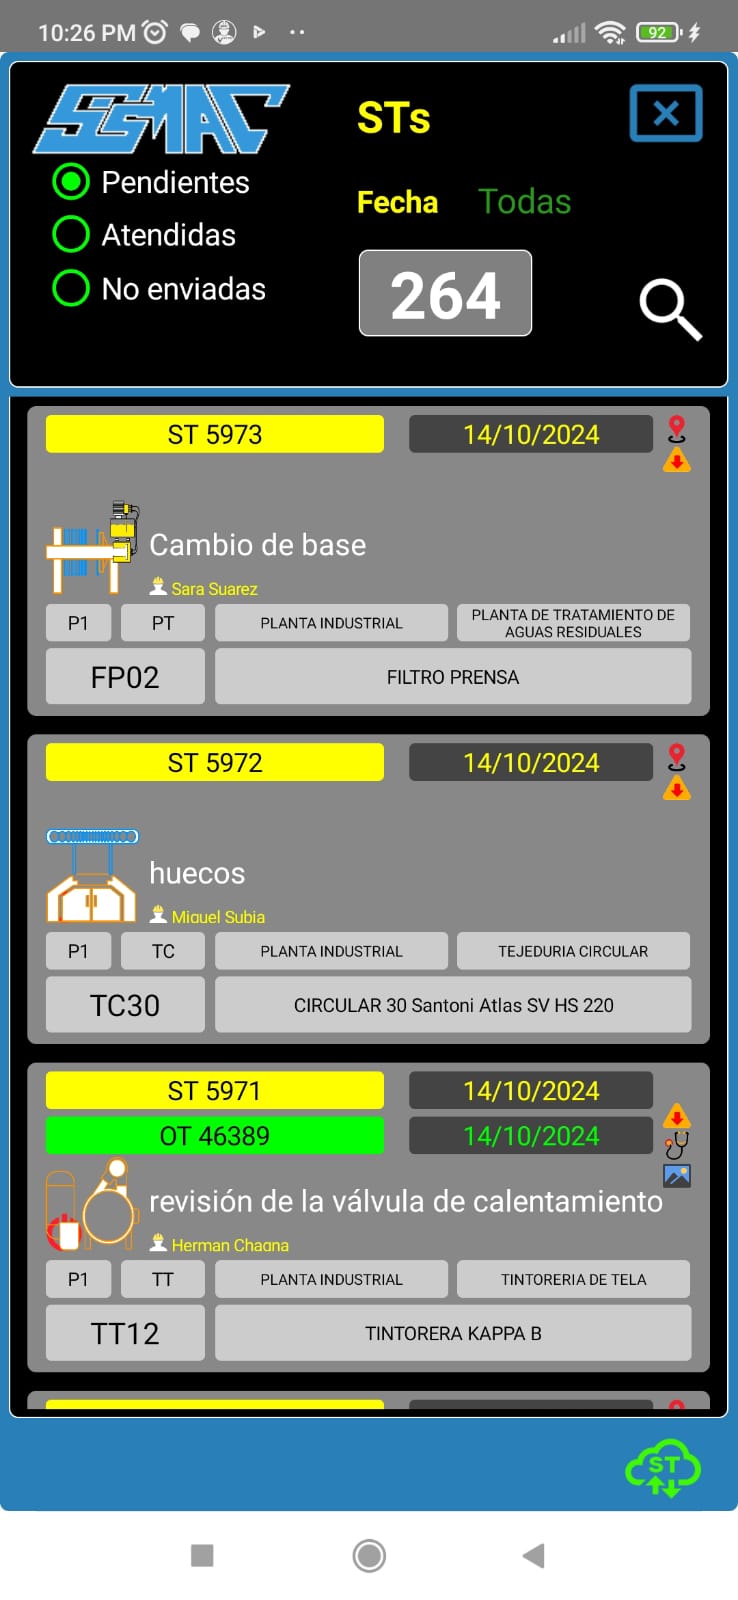 10:26 PM
92
SGMAC
STs
Pendientes
Atendidas
No enviadas
Fecha Todas
264
ST 5973 14/10/2024
Cambio de base
Sara Suarez
P1 PT PLANTA INDUSTRIAL PLANTA DE TRATAMIENTO DE
AGUAS RESIDUALES
FP02 FILTRO PRENSA
ST 5972 14/10/2024
huecos
Miguel Subia
P1 TC PLANTA INDUSTRIAL TEJEDURIA CIRCULAR
TC30 CIRCULAR 30 Santoni Atlas SV HS 220
ST 5971 14/10/2024
OT 46389 14/10/2024
revisión de la válvula de calentamiento
Herman Chagna
P1 TT PLANTA INDUSTRIAL TINTORERIA DE TELA
TT12 TINTORERA KAPPA B
ST